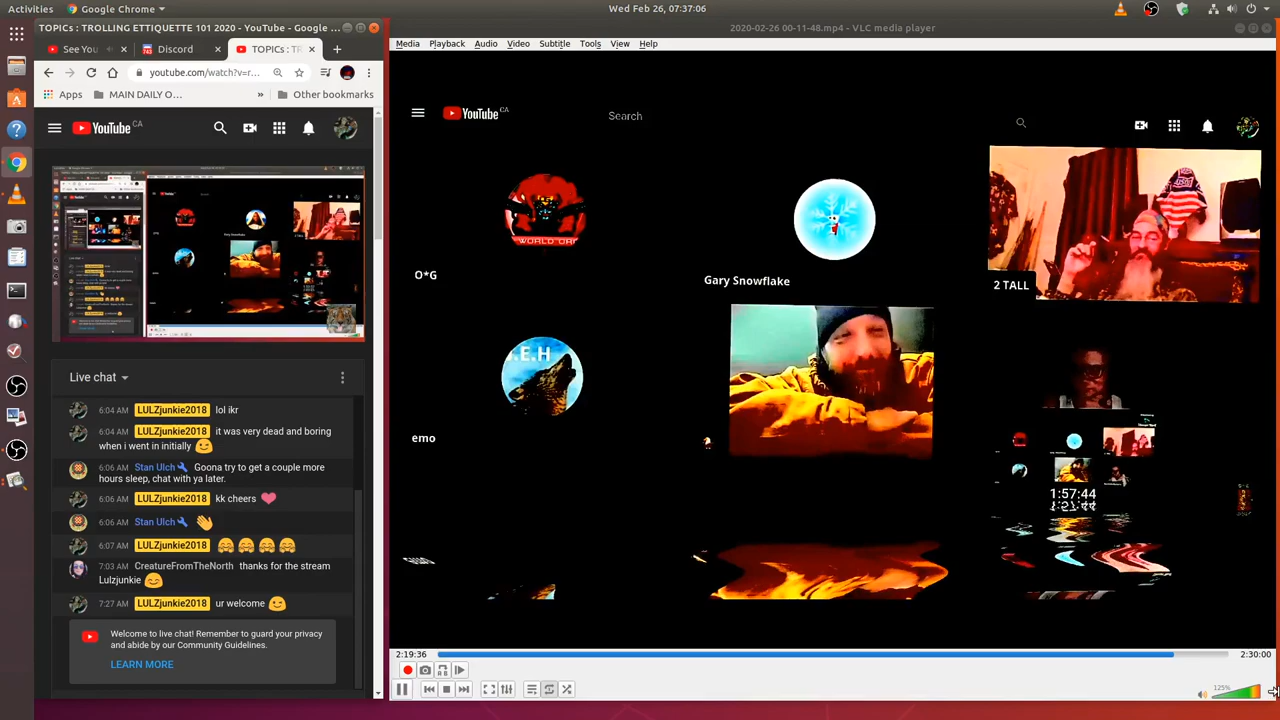 Activities
Google Chrome
Wed Feb 26, 07:37:06
TOPICs : TROLLING ETTIQUETTE 101 2020 - YouTube - Google ...
2020-02-26 00-11-48.mp4 - VLC media player
See You
Discord
TOPICs : TR
Media Playback Audio Video Subtitle Tools View Help
youtube.com/watch?v=r...
Apps
MAIN DAILY O...
»
Other bookmarks
YouTube CA
YouTube CA
Search
WORLD
O*G
Gary Snowflake
2 TALL
.E.H
emo
1:57:44
Live chat
6:04 AM LULZjunkie2018 lol ikr
6:04 AM LULZjunkie2018 it was very dead and boring
when i went in initially 😉
6:06 AM Stan Ulch Goona try to get a couple more
hours sleep, chat with ya later.
6:06 AM LULZjunkie2018 kk cheers ❤
6:06 AM Stan Ulch 👋
6:07 AM LULZjunkie2018 🤗 🤗 🤗 🤗
7:03 AM CreatureFromTheNorth thanks for the stream
Lulzjunkie 😊
7:27 AM LULZjunkie2018 ur welcome 😉
Welcome to live chat! Remember to guard your privacy
and abide by our Community Guidelines.
LEARN MORE
2:19:36
2:30:00
125%